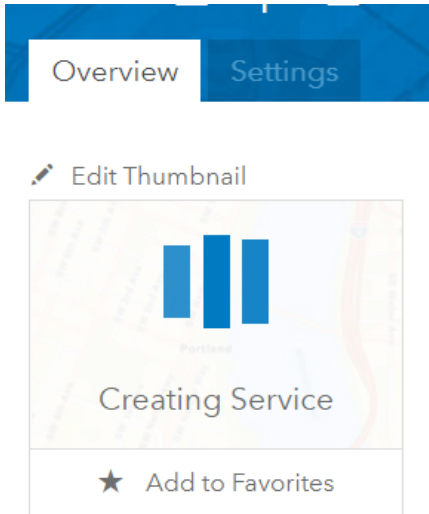 Overview
Settings
Edit Thumbnail
Portland
Creating Service
Add to Favorites